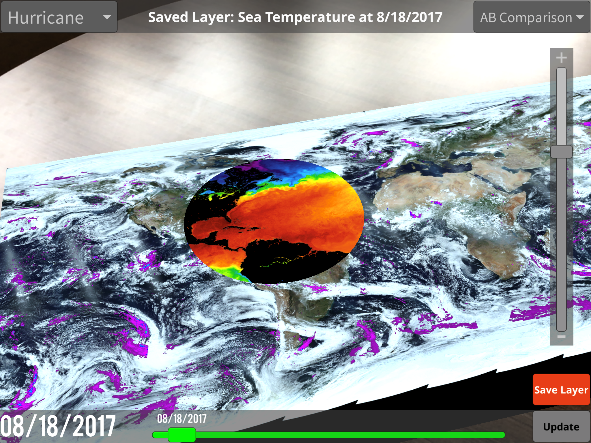 Hurricane
Saved Layer: Sea Temperature at 8/18/2017
AB Comparison
+
-
Save Layer
08/18/2017
08/18/2017
Update